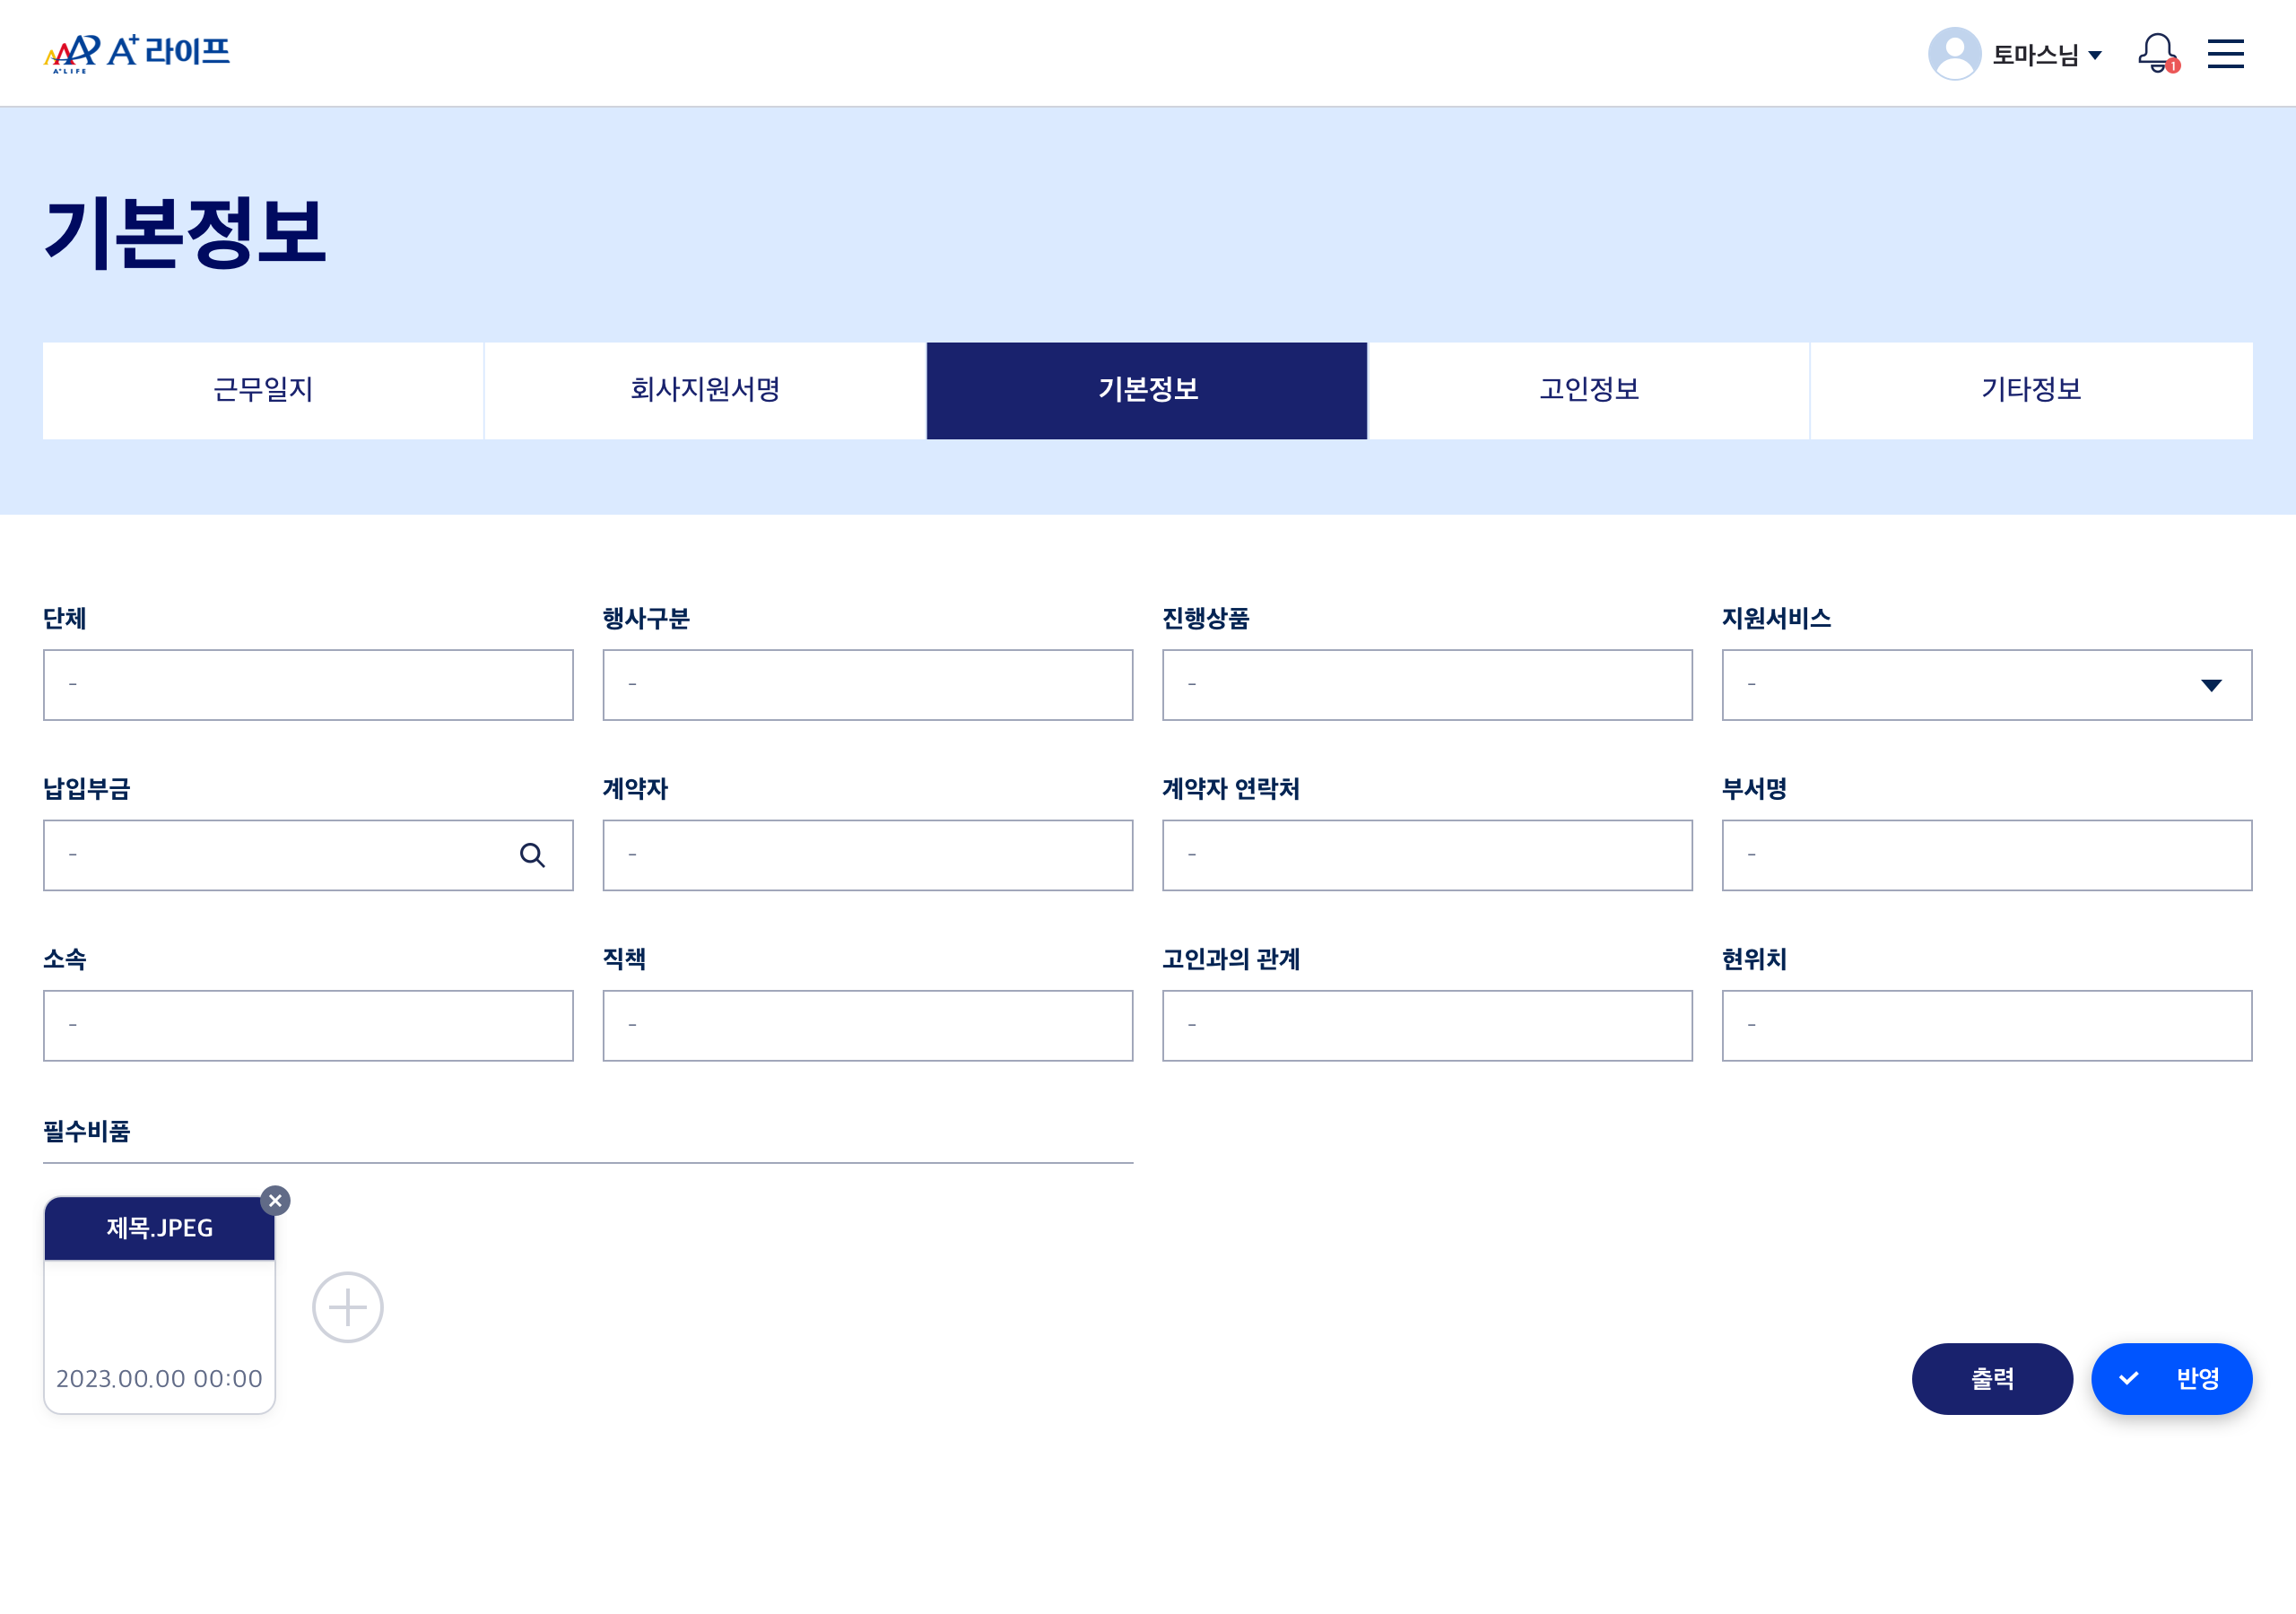 A+LIFE A+ 라이프 토마스님 1
기본정보
근무일지 회사지원서명 기본정보 고인정보 기타정보
단체 행사구분 진행상품 지원서비스
- - - -
납입부금 계약자 계약자 연락처 부서명
- - - -
소속 직책 고인과의 관계 현위치
- - - -
필수비품
제목.JPEG
2023.00.00 00:00
출력 반영